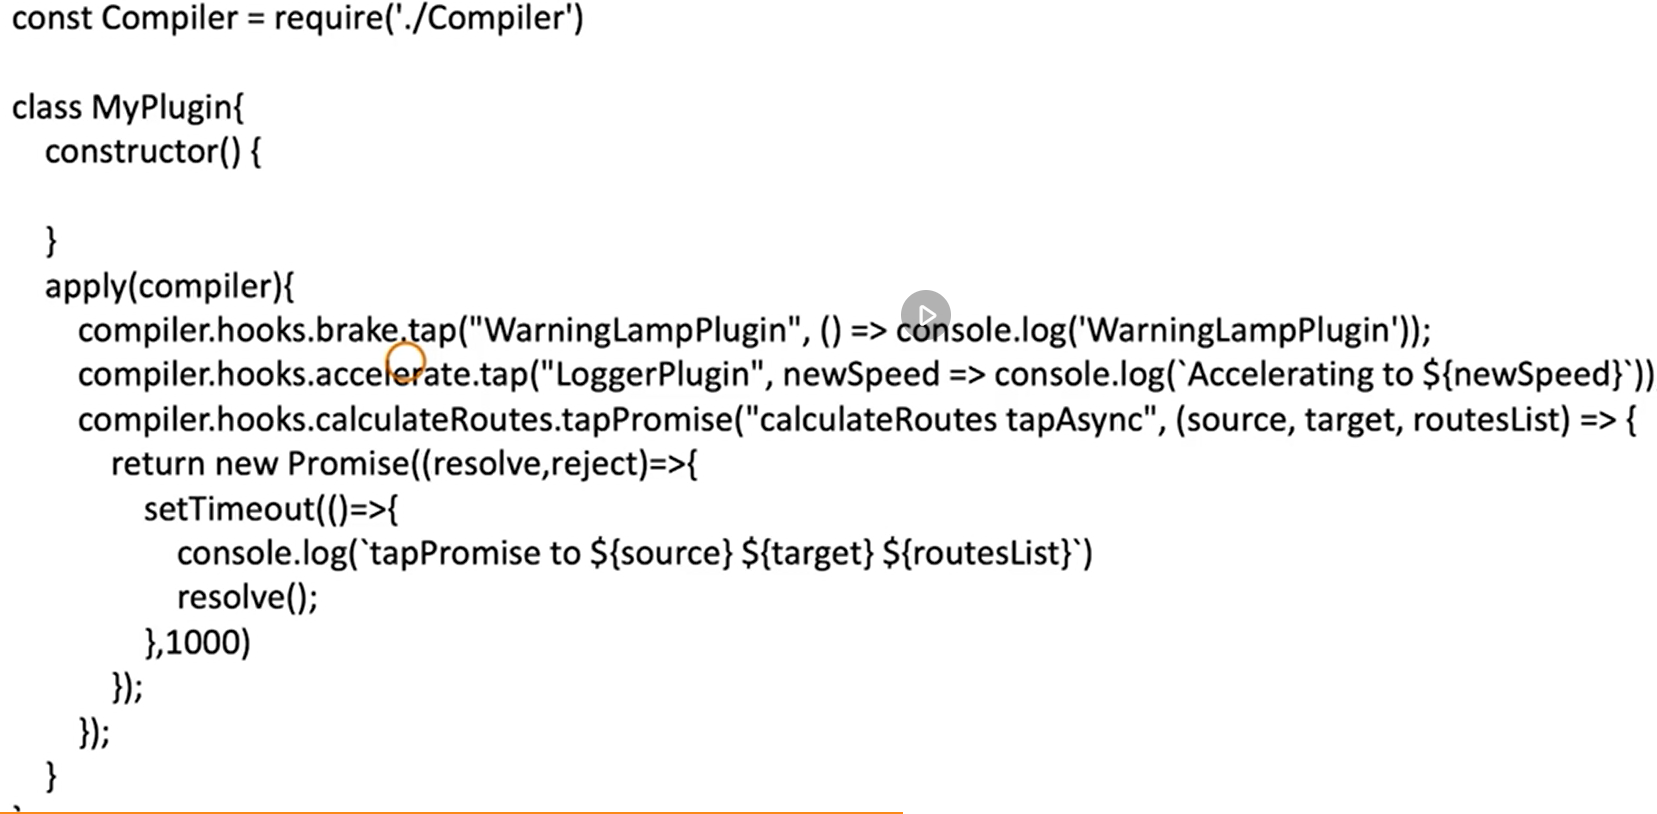 const Compiler = require('./Compiler')
class MyPlugin{
constructor() {
}
apply(compiler){
compiler.hooks.brake.tap("WarningLampPlugin", () => console.log('WarningLampPlugin'));
compiler.hooks.accelerate.tap("LoggerPlugin", newSpeed => console.log(`Accelerating to ${newSpeed}`))
compiler.hooks.calculateRoutes.tapPromise("calculateRoutes tapAsync", (source, target, routesList) => {
return new Promise((resolve,reject)=>{
setTimeout(()=>{
console.log(`tapPromise to ${source} ${target} ${routesList}`)
resolve();
},1000)
});
});
}